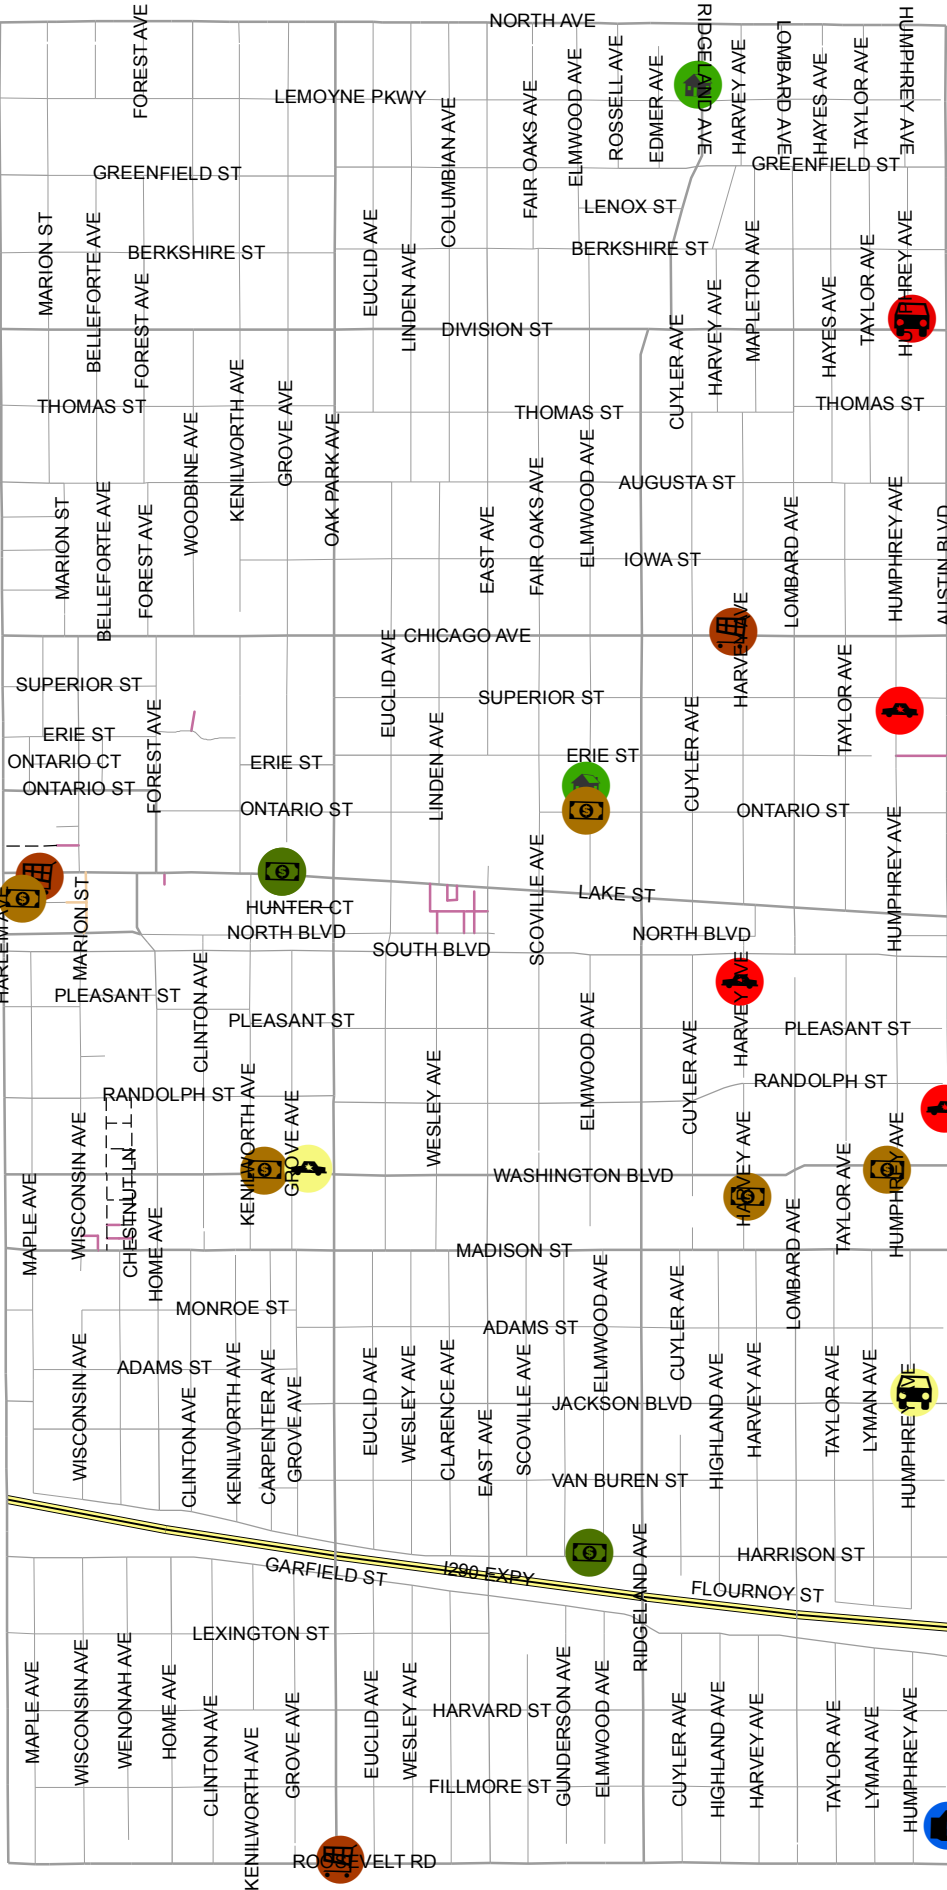 NORTH AVE
FOREST AVE
RIDGELAND AVE
HUMPHREY AVE
LOMBARD AVE
HARVEY AVE
HAYES AVE
TAYLOR AVE
ROSSELL AVE
ELMWOOD AVE
EDMER AVE
FAIR OAKS AVE
COLUMBIAN AVE
LEMOYNE PKWY
GREENFIELD ST
GREENFIELD ST
LENOX ST
BERKSHIRE ST
BERKSHIRE ST
MARION ST
BELLEFORTE AVE
FOREST AVE
EUCLID AVE
LINDEN AVE
MAPLETON AVE
HARVEY AVE
CUYLER AVE
HAYES AVE
TAYLOR AVE
HUMPHREY AVE
DIVISION ST
THOMAS ST
THOMAS ST
THOMAS ST
WOODBINE AVE
KENILWORTH AVE
GROVE AVE
OAK PARK AVE
ELMWOOD AVE
FAIR OAKS AVE
EAST AVE
AUGUSTA ST
IOWA ST
MARION ST
BELLEFORTE AVE
FOREST AVE
LOMBARD AVE
HUMPHREY AVE
AUSTIN BLVD
HARVEY AVE
CHICAGO AVE
EUCLID AVE
SUPERIOR ST
SUPERIOR ST
TAYLOR AVE
CUYLER AVE
LINDEN AVE
FOREST AVE
ERIE ST
ONTARIO CT
ERIE ST
ERIE ST
ONTARIO ST
ONTARIO ST
ONTARIO ST
HUMPHREY AVE
SCOVILLE AVE
LAKE ST
MARION ST
HARLEM AVE
HUNTER CT
NORTH BLVD
NORTH BLVD
SOUTH BLVD
CLINTON AVE
HARVEY AVE
PLEASANT ST
PLEASANT ST
PLEASANT ST
ELMWOOD AVE
CUYLER AVE
WESLEY AVE
RANDOLPH ST
RANDOLPH ST
KENILWORTH AVE
GROVE AVE
WISCONSIN AVE
MAPLE AVE
CHESTNUT LN
HOME AVE
WASHINGTON BLVD
HARVEY AVE
TAYLOR AVE
HUMPHREY AVE
LOMBARD AVE
MADISON ST
ELMWOOD AVE
CUYLER AVE
MONROE ST
ADAMS ST
ADAMS ST
WISCONSIN AVE
CLINTON AVE
KENILWORTH AVE
CARPENTER AVE
GROVE AVE
EUCLID AVE
WESLEY AVE
CLARENCE AVE
EAST AVE
SCOVILLE AVE
JACKSON BLVD
HIGHLAND AVE
HARVEY AVE
TAYLOR AVE
LYMAN AVE
HUMPHREY AVE
VAN BUREN ST
RIDGELAND AVE
HARRISON ST
GARFIELD ST
I290 EXPY
FLOURNOY ST
LEXINGTON ST
MAPLE AVE
WISCONSIN AVE
WENONAH AVE
HOME AVE
CLINTON AVE
KENILWORTH AVE
GROVE AVE
EUCLID AVE
WESLEY AVE
HARVARD ST
GUNDERSON AVE
ELMWOOD AVE
CUYLER AVE
HIGHLAND AVE
HARVEY AVE
TAYLOR AVE
LYMAN AVE
HUMPHREY AVE
FILLMORE ST
ROOSEVELT RD